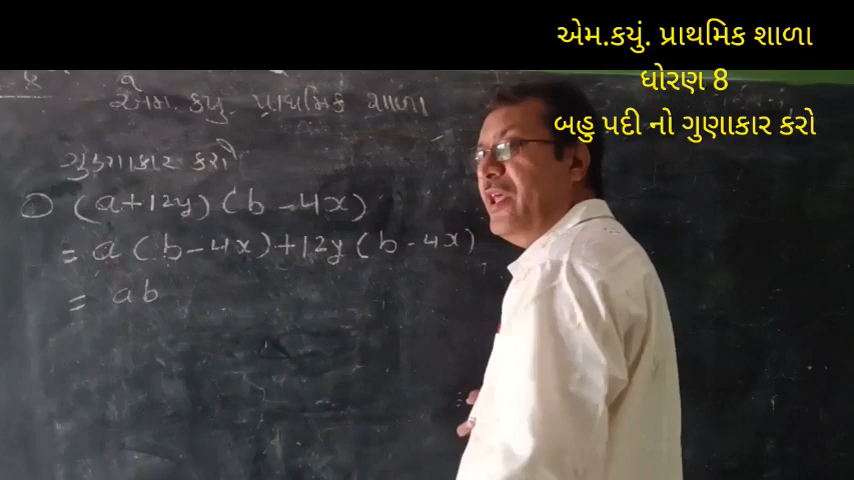 એમ.કયું. પ્રાથમિક શાળા
ધોરણ 8
બહુ પદી નો ગુણાકાર કરો
એમ. કયુ. પ્રાથમિક શાળા
ગુણાકાર કરો
① (a+12y) (b-4x)
= a (b-4x)+12y (b-4x)
= ab